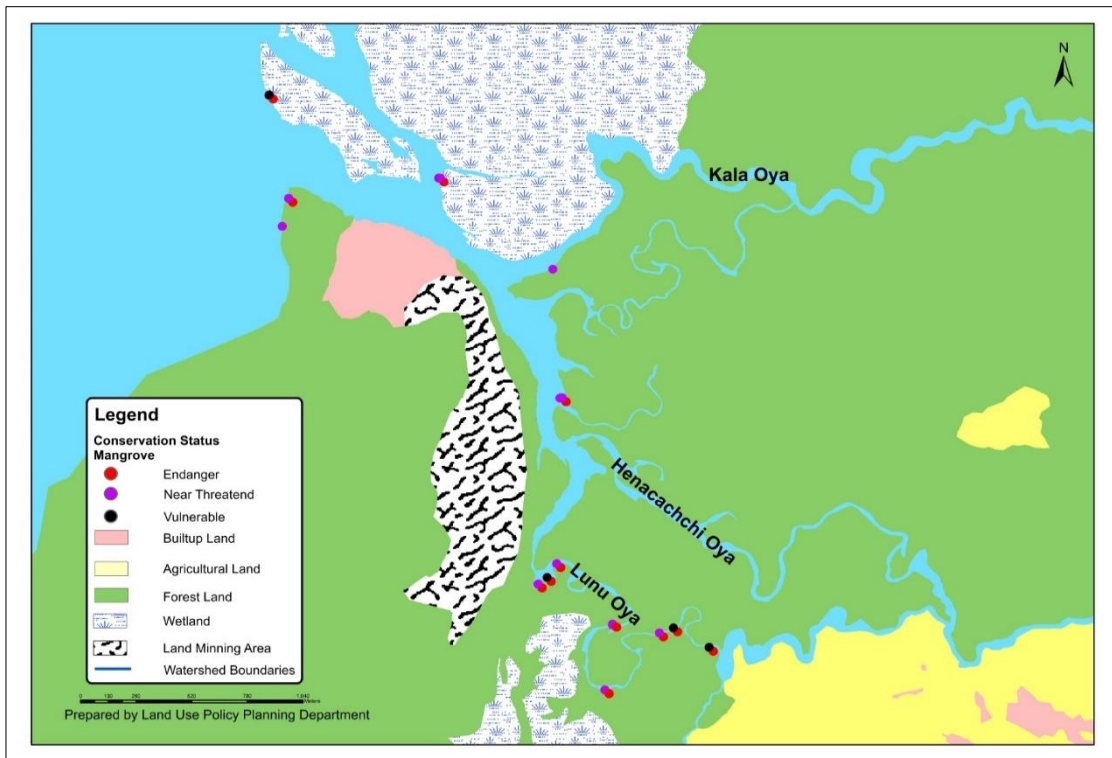 N
Kala Oya
Henacachchi Oya
Lunu Oya
Legend
Conservation Status
Mangrove
Endanger
Near Threatend
Vulnerable
Builtup Land
Agricultural Land
Forest Land
Wetland
Land Minning Area
Watershed Boundaries
Prepared by Land Use Policy Planning Department